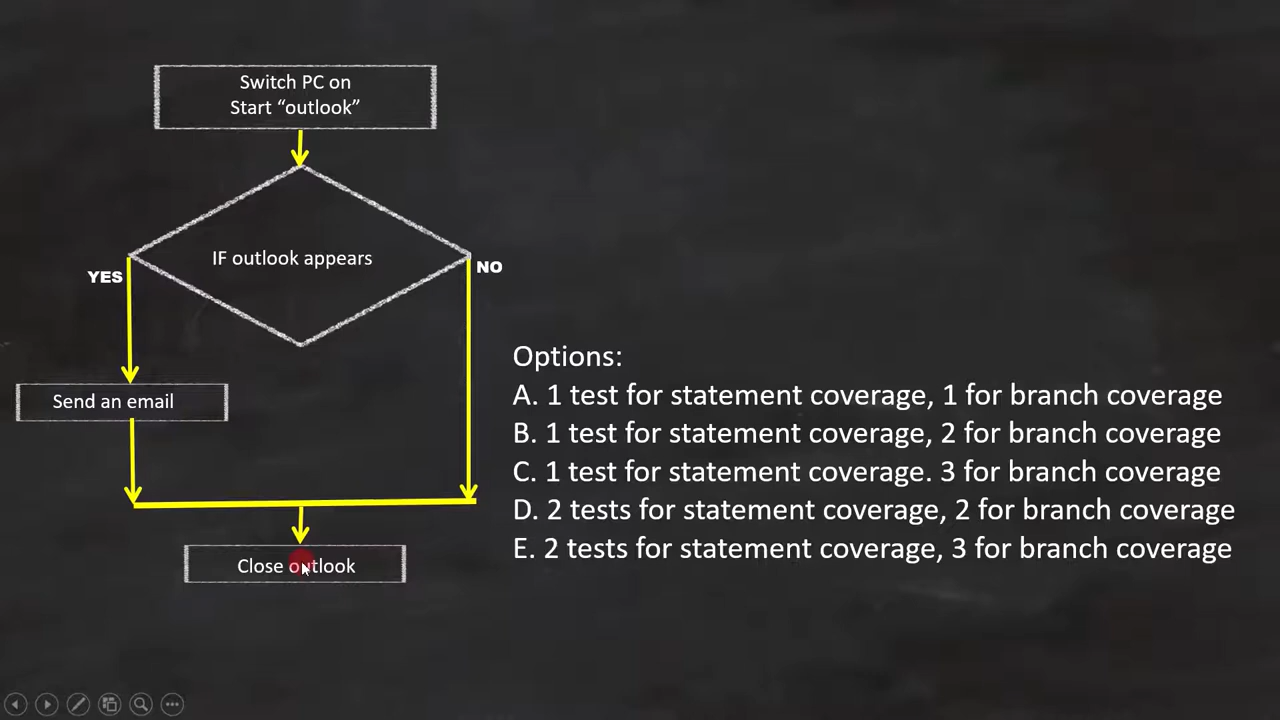 Switch PC on
Start “outlook”
IF outlook appears
YES
NO
Send an email
Close outlook
Options:
A. 1 test for statement coverage, 1 for branch coverage
B. 1 test for statement coverage, 2 for branch coverage
C. 1 test for statement coverage. 3 for branch coverage
D. 2 tests for statement coverage, 2 for branch coverage
E. 2 tests for statement coverage, 3 for branch coverage